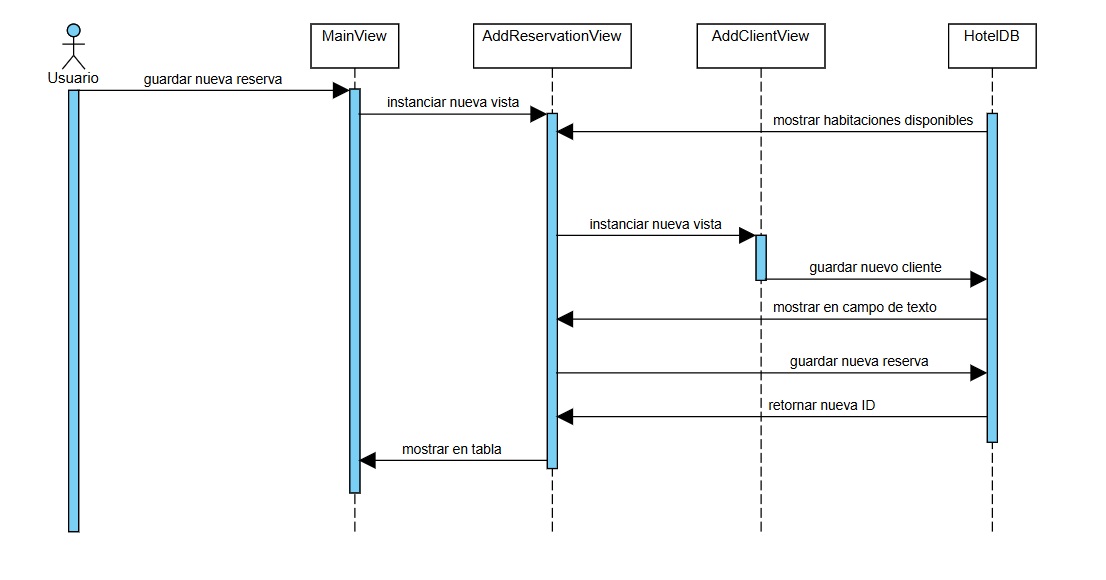 MainView
AddReservationView
AddClientView
HotelDB
Usuario
guardar nueva reserva
instanciar nueva vista
mostrar habitaciones disponibles
instanciar nueva vista
guardar nuevo cliente
mostrar en campo de texto
guardar nueva reserva
retornar nueva ID
mostrar en tabla